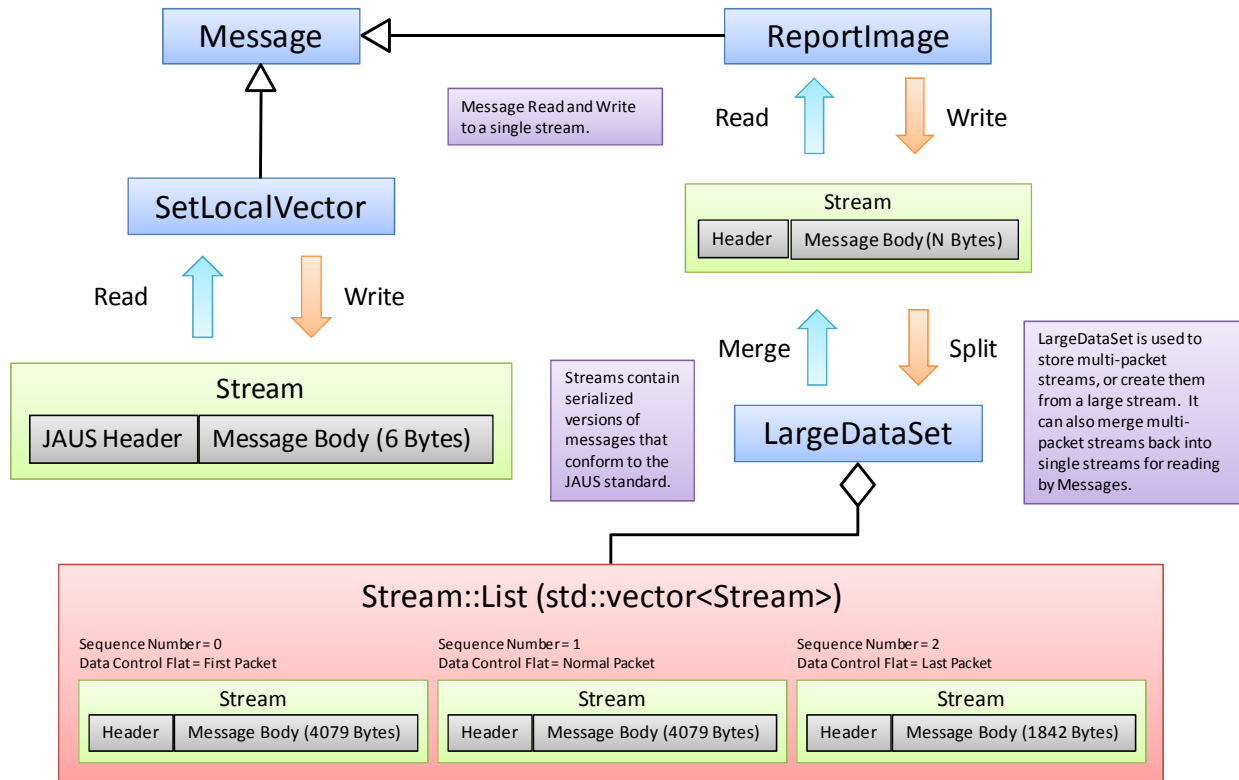 Message
ReportImage
Message Read and Write
to a single stream.
Read
Write
SetLocalVector
Stream
Header
Message Body (N Bytes)
Read
Write
Merge
Split
Stream
JAUS Header
Message Body (6 Bytes)
Streams contain
serialized
versions of
messages that
conform to the
JAUS standard.
LargeDataSet
LargeDataSet is used to
store multi-packet
streams, or create them
from a large stream. It
can also merge multi-
packet streams back into
single streams for reading
by Messages.
Stream::List (std::vector<Stream>)
Sequence Number = 0
Data Control Flat = First Packet
Stream
Header
Message Body (4079 Bytes)
Sequence Number = 1
Data Control Flat = Normal Packet
Stream
Header
Message Body (4079 Bytes)
Sequence Number = 2
Data Control Flat = Last Packet
Stream
Header
Message Body (1842 Bytes)